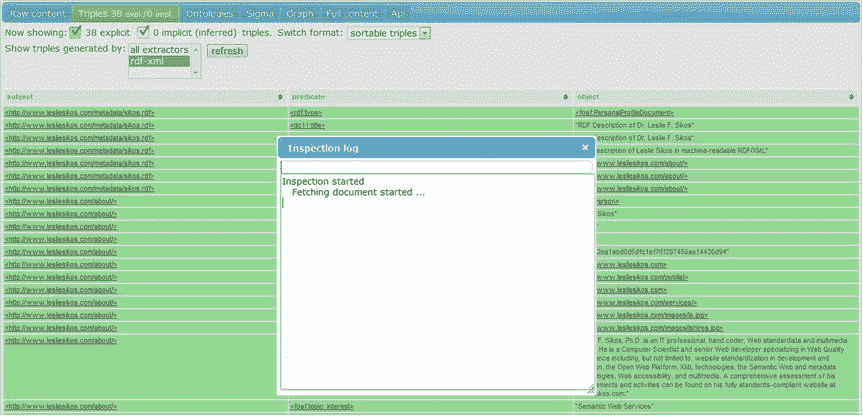 Raw content Triples 38 expl./0 impl. Ontologies Sigma Graph Full content Api
Now showing: 38 explicit 0 implicit (inferred) triples. Switch format: sortable triples
Show triples generated by: all extractors refresh
rdf-xml
subject predicate object
<http://www.lesliesikos.com/metadata/sikos.rdf> <rdf:type> <foaf:PersonalProfileDocument>
<http://www.lesliesikos.com/metadata/sikos.rdf> <dc11:title> "RDF Description of Dr. Leslie F. Sikos"
<http://www.lesliesikos.com/metadata/sikos.rdf> Description of Dr. Leslie F. Sikos"
<http://www.lesliesikos.com/metadata/sikos.rdf> escription of Leslie Sikos in machine-readable RDF/XML"
<http://www.lesliesikos.com/metadata/sikos.rdf> www.lesliesikos.com/about/>
<http://www.lesliesikos.com/metadata/sikos.rdf> www.lesliesikos.com/about/>
<http://www.lesliesikos.com/metadata/sikos.rdf> www.lesliesikos.com/about/>
<http://www.lesliesikos.com/about/> erson>
<http://www.lesliesikos.com/about/> Sikos"
<http://www.lesliesikos.com/about/>
<http://www.lesliesikos.com/about/>
<http://www.lesliesikos.com/about/>
<http://www.lesliesikos.com/about/> www.lesliesikos.com>
<http://www.lesliesikos.com/about/> www.lesliesikos.com/publist/>
<http://www.lesliesikos.com/about/> www.lesliesikos.com>
<http://www.lesliesikos.com/about/> www.lesliesikos.com/services/>
<http://www.lesliesikos.com/about/> www.lesliesikos.com/images/ls.jpg>
<http://www.lesliesikos.com/about/> www.lesliesikos.com/images/lshires.jpg>
<http://www.lesliesikos.com/about/> F. Sikos, Ph.D. is an IT professional, hand coder, Web standardista and multimedia
He is a Computer Scientist and senior Web developer specializing in Web Quality
ance including, but not limited to, website standardization in development and
on, the Open Web Platform, XML technologies, the Semantic Web and metadata
ologies, Web accessibility, and multimedia. A comprehensive assessment of his
ements and activities can be found on his fully standards-compliant website at
sikos.com."
<http://www.lesliesikos.com/about/> <foaf:topic_interest> "Semantic Web Services"
Inspection log ×
Inspection started
Fetching document started ...